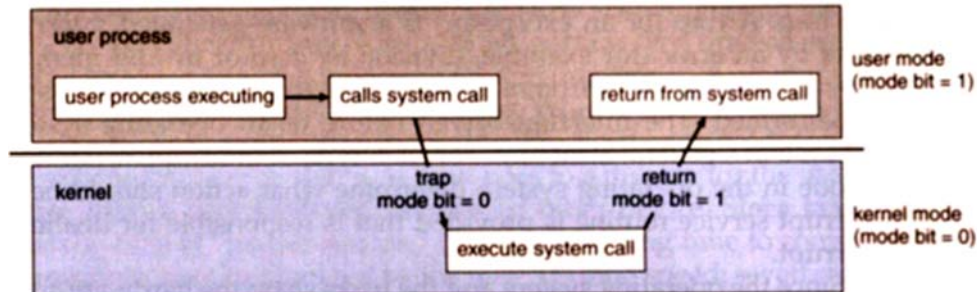 user process
user process executing
calls system call
return from system call
user mode
(mode bit = 1)
kernel
trap
mode bit = 0
return
mode bit = 1
execute system call
kernel mode
(mode bit = 0)